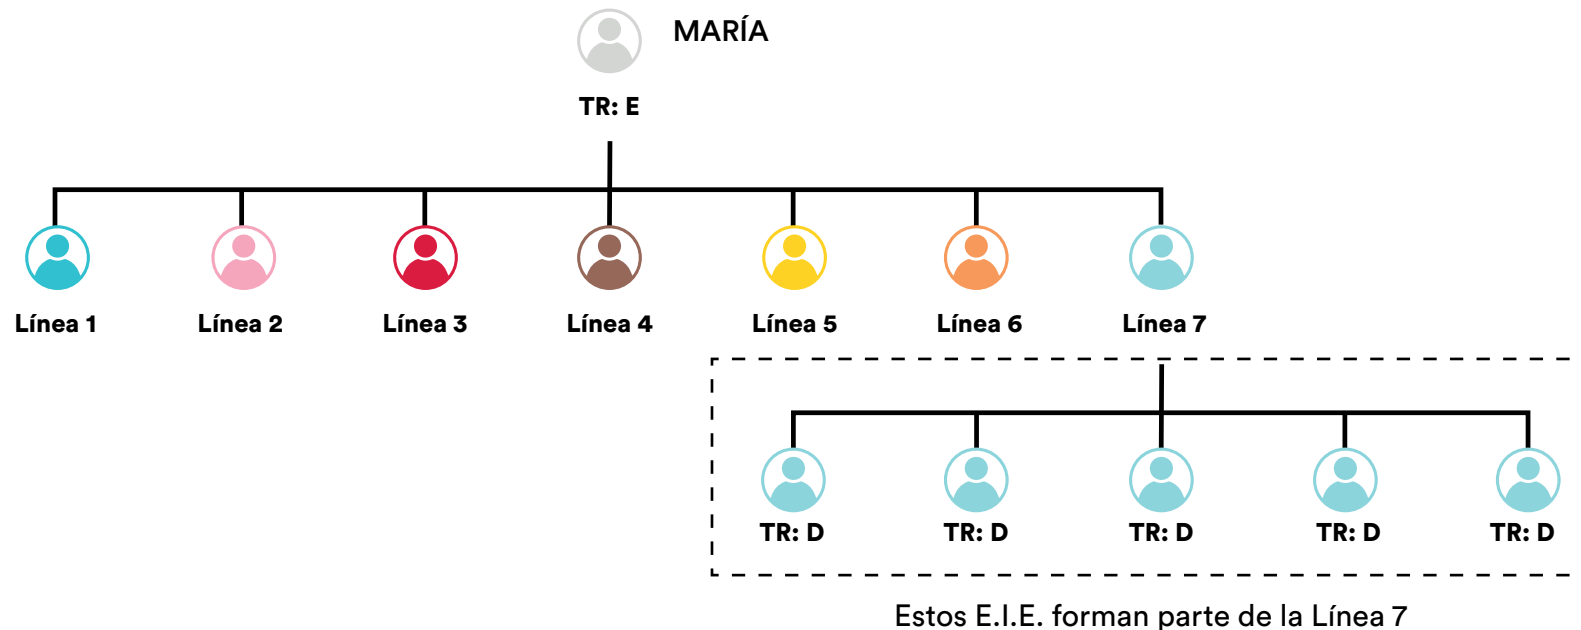 MARÍA
TR: E
Línea 1 Línea 2 Línea 3 Línea 4 Línea 5 Línea 6 Línea 7
TR: D TR: D TR: D TR: D TR: D
Estos E.I.E. forman parte de la Línea 7